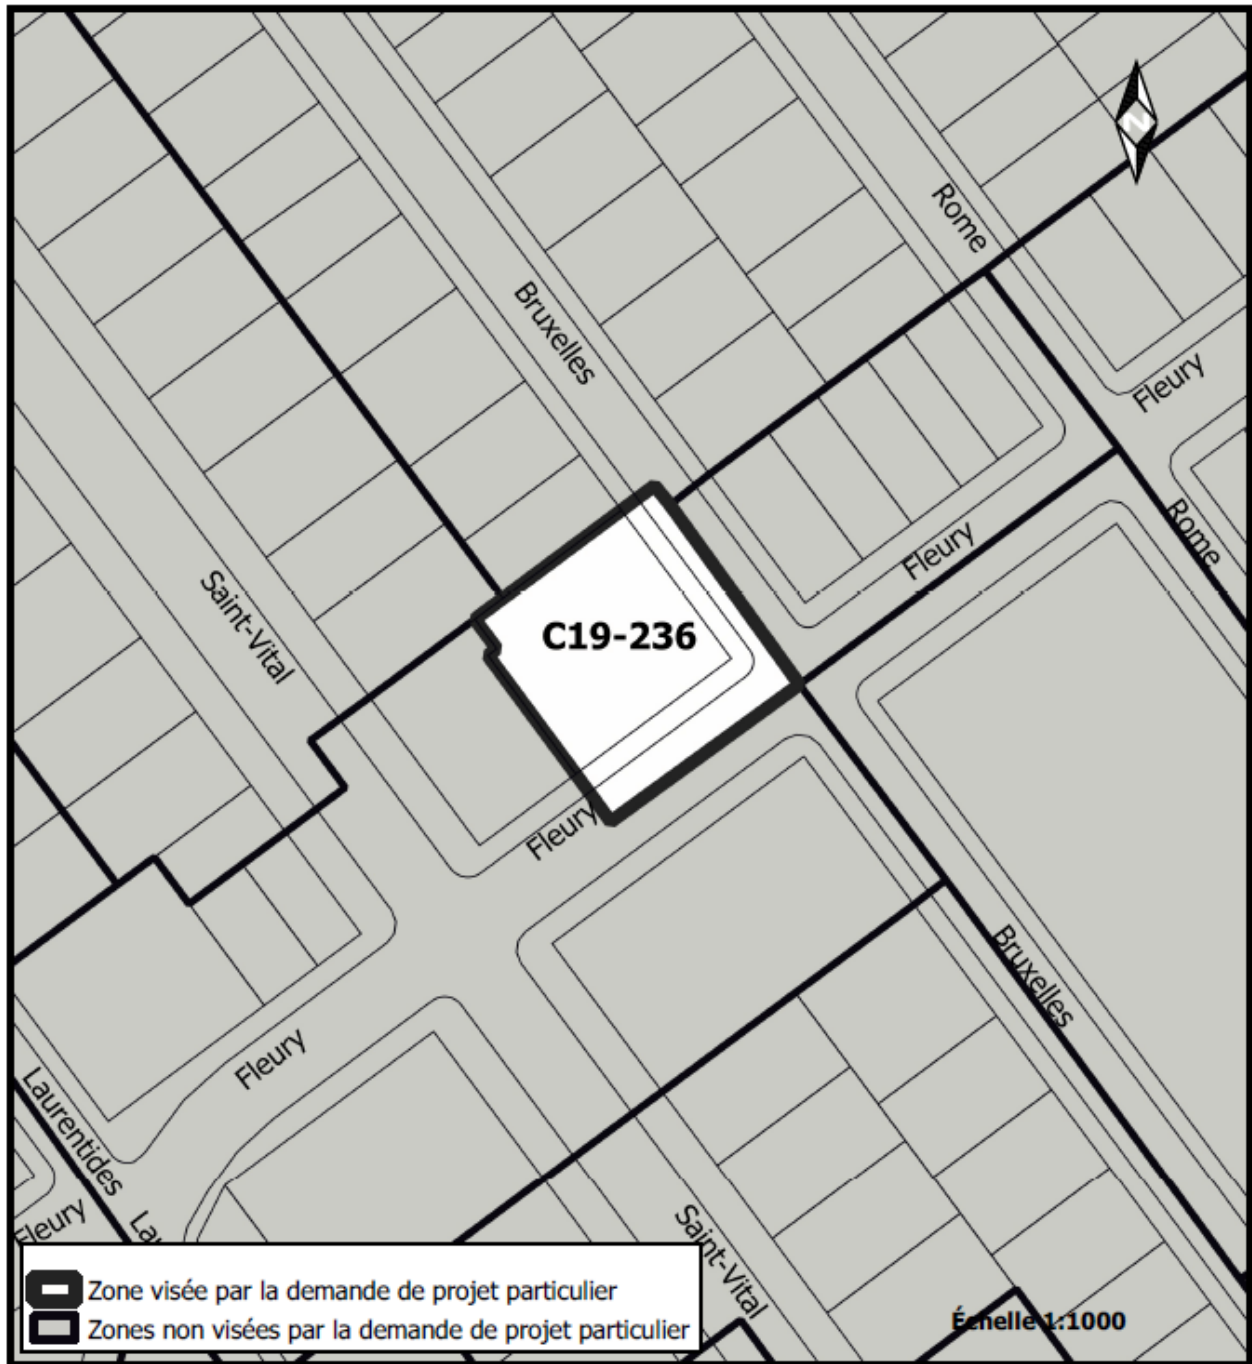 N
Rome
Bruxelles
Fleury
Rome
Fleury
Saint-Vital
C19-236
Fleury
Bruxelles
Fleury
Laurentides
Fleury
Lau
Saint-Vital
Zone visée par la demande de projet particulier
Zones non visées par la demande de projet particulier
Échelle 1:1000